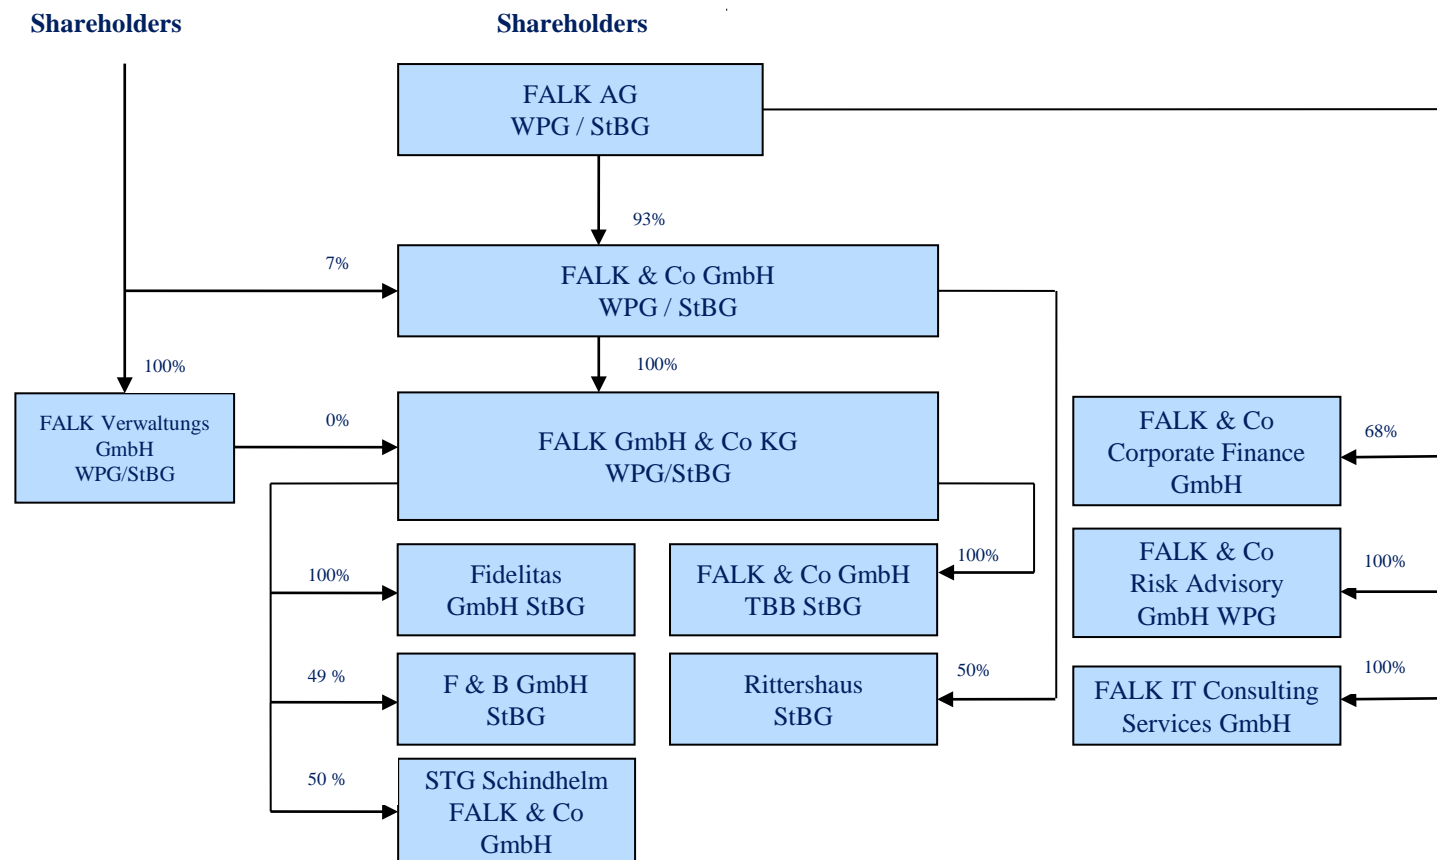 Shareholders
Shareholders
FALK AG
WPG / StBG
93%
7%
FALK & Co GmbH
WPG / StBG
100%
100%
FALK Verwaltungs
GmbH
WPG/StBG
0%
FALK GmbH & Co KG
WPG/StBG
FALK & Co
Corporate Finance
GmbH
68%
100%
Fidelitas
GmbH StBG
FALK & Co GmbH
TBB StBG
100%
FALK & Co
Risk Advisory
GmbH WPG
100%
49 %
F & B GmbH
StBG
Rittershaus
StBG
50%
FALK IT Consulting
Services GmbH
100%
50 %
STG Schindhelm
FALK & Co
GmbH